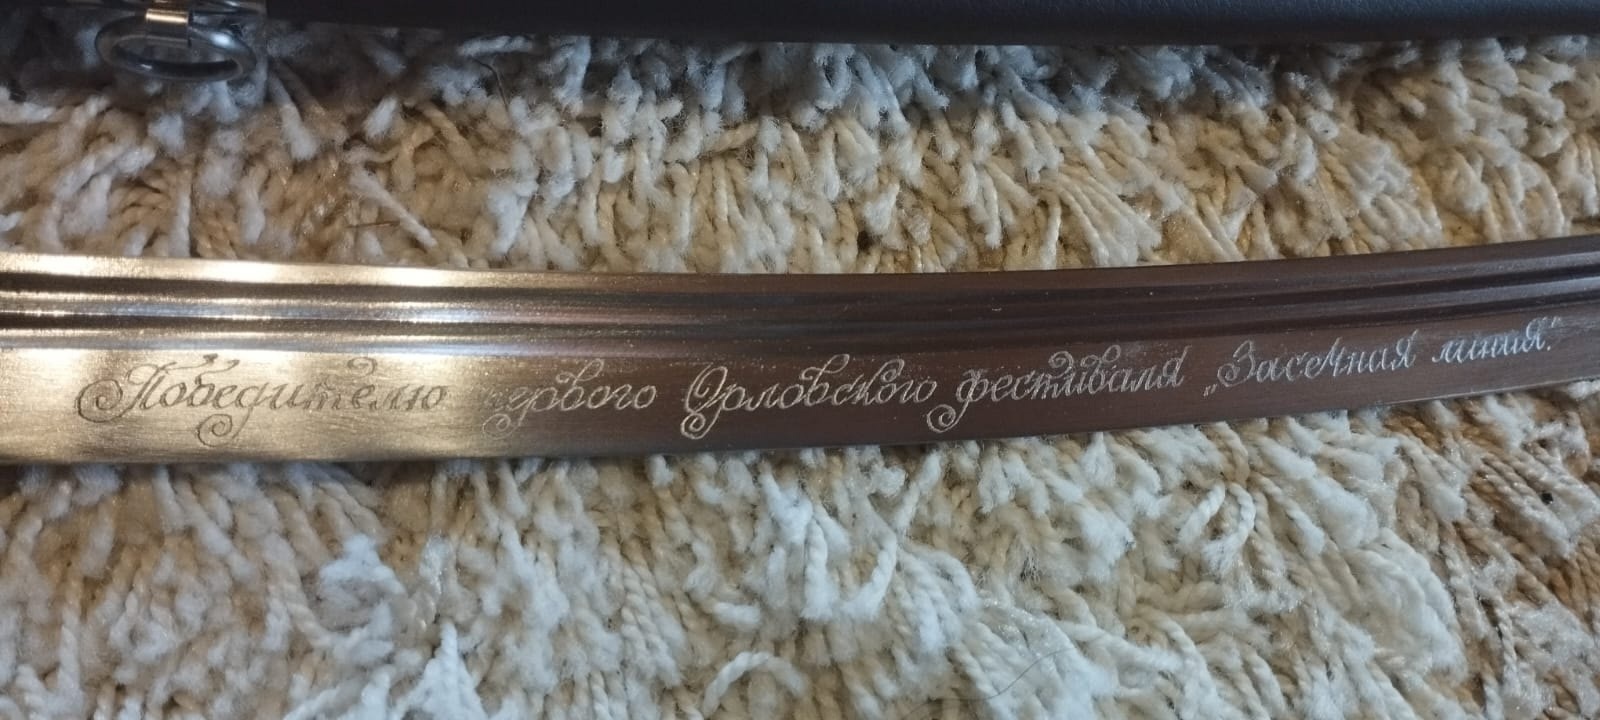 Победителю первого Орловского фестиваля „Засечная линия"